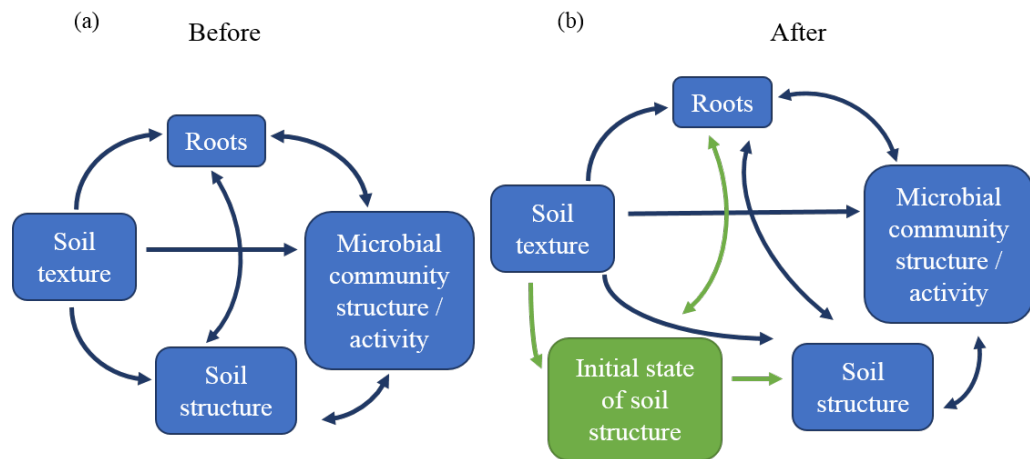 (a)
Before
Roots
Soil
texture
Microbial
community
structure /
activity
Soil
structure
(b)
After
Roots
Soil
texture
Microbial
community
structure /
activity
Initial state
of soil
structure
Soil
structure